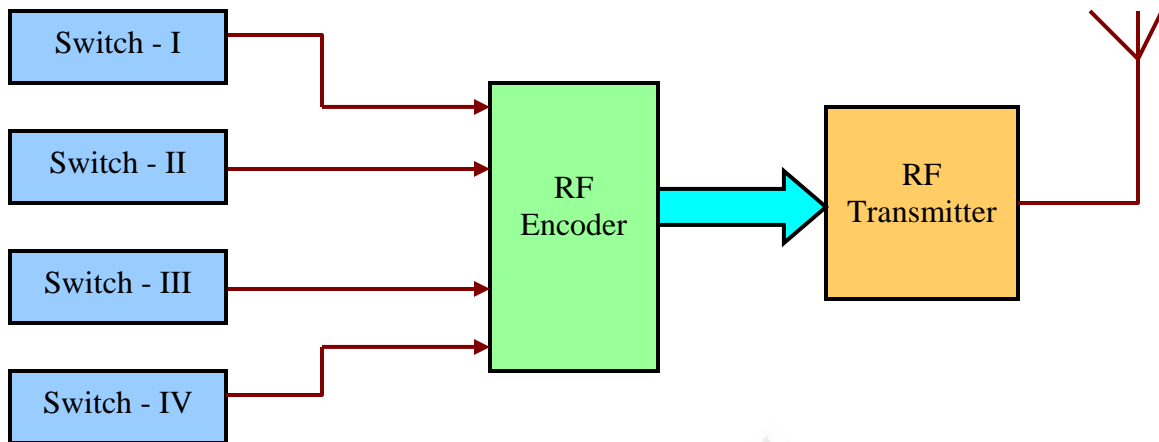 Switch - I
Switch - II
Switch - III
Switch - IV
RF
Encoder
RF
Transmitter